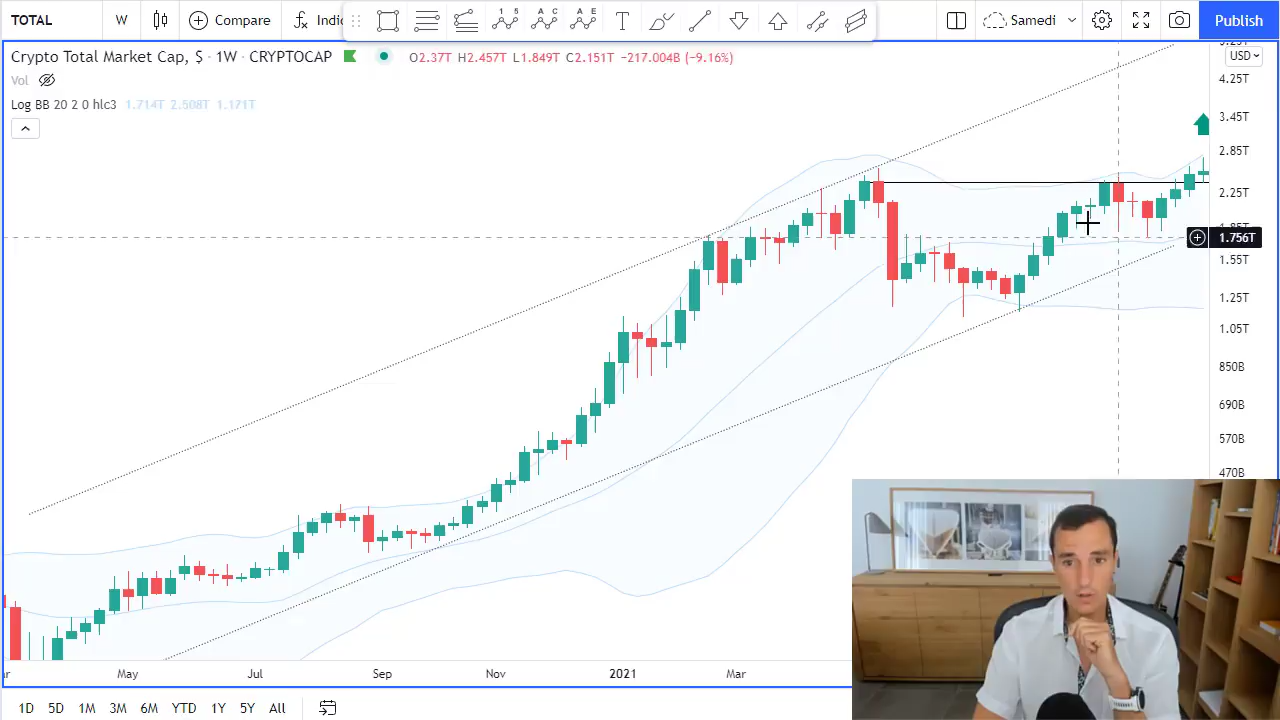 TOTAL W Compare Indi Samedi Publish
1 5 A C A E
Crypto Total Market Cap, $ · 1W · CRYPTOCAP O2.37T H2.457T L1.849T C2.151T −217.004B (−9.16%)
USD
Vol
4.25T
Log BB 20 2 0 hlc3 1.714T 2.508T 1.171T
3.45T
2.85T
2.25T
1.756T
1.55T
1.25T
1.05T
850B
690B
570B
470B
May Jul Sep Nov 2021 Mar
1D 5D 1M 3M 6M YTD 1Y 5Y All